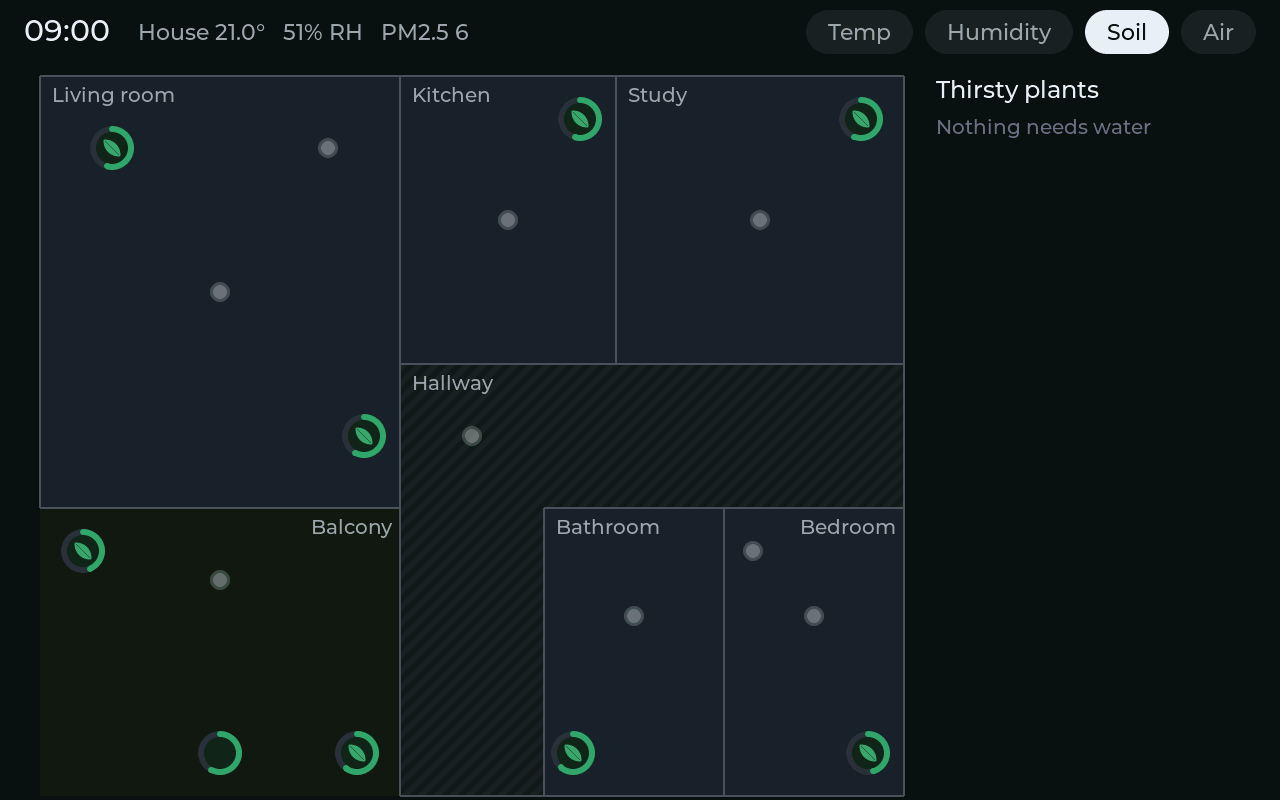 09:00 House 21.0° 51% RH PM2.5 6 Temp Humidity Soil Air
Living room Kitchen Study Thirsty plants
Nothing needs water
Hallway
Balcony Bathroom Bedroom